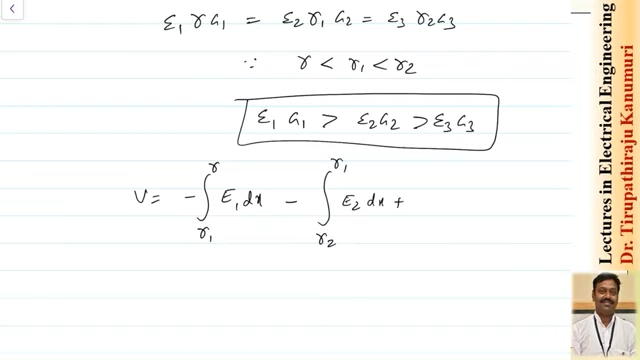 ε₁ r G₁ = ε₂ r₁ G₂ = ε₃ r₂ G₃
∵ r < r₁ < r₂
ε₁ G₁ > ε₂ G₂ > ε₃ G₃
V = - ∫_{r₁}^{r} E₁ dx - ∫_{r₂}^{r₁} E₂ dx +
Lectures in Electrical Engineering
Dr. Tirupathiraju Kanumuri